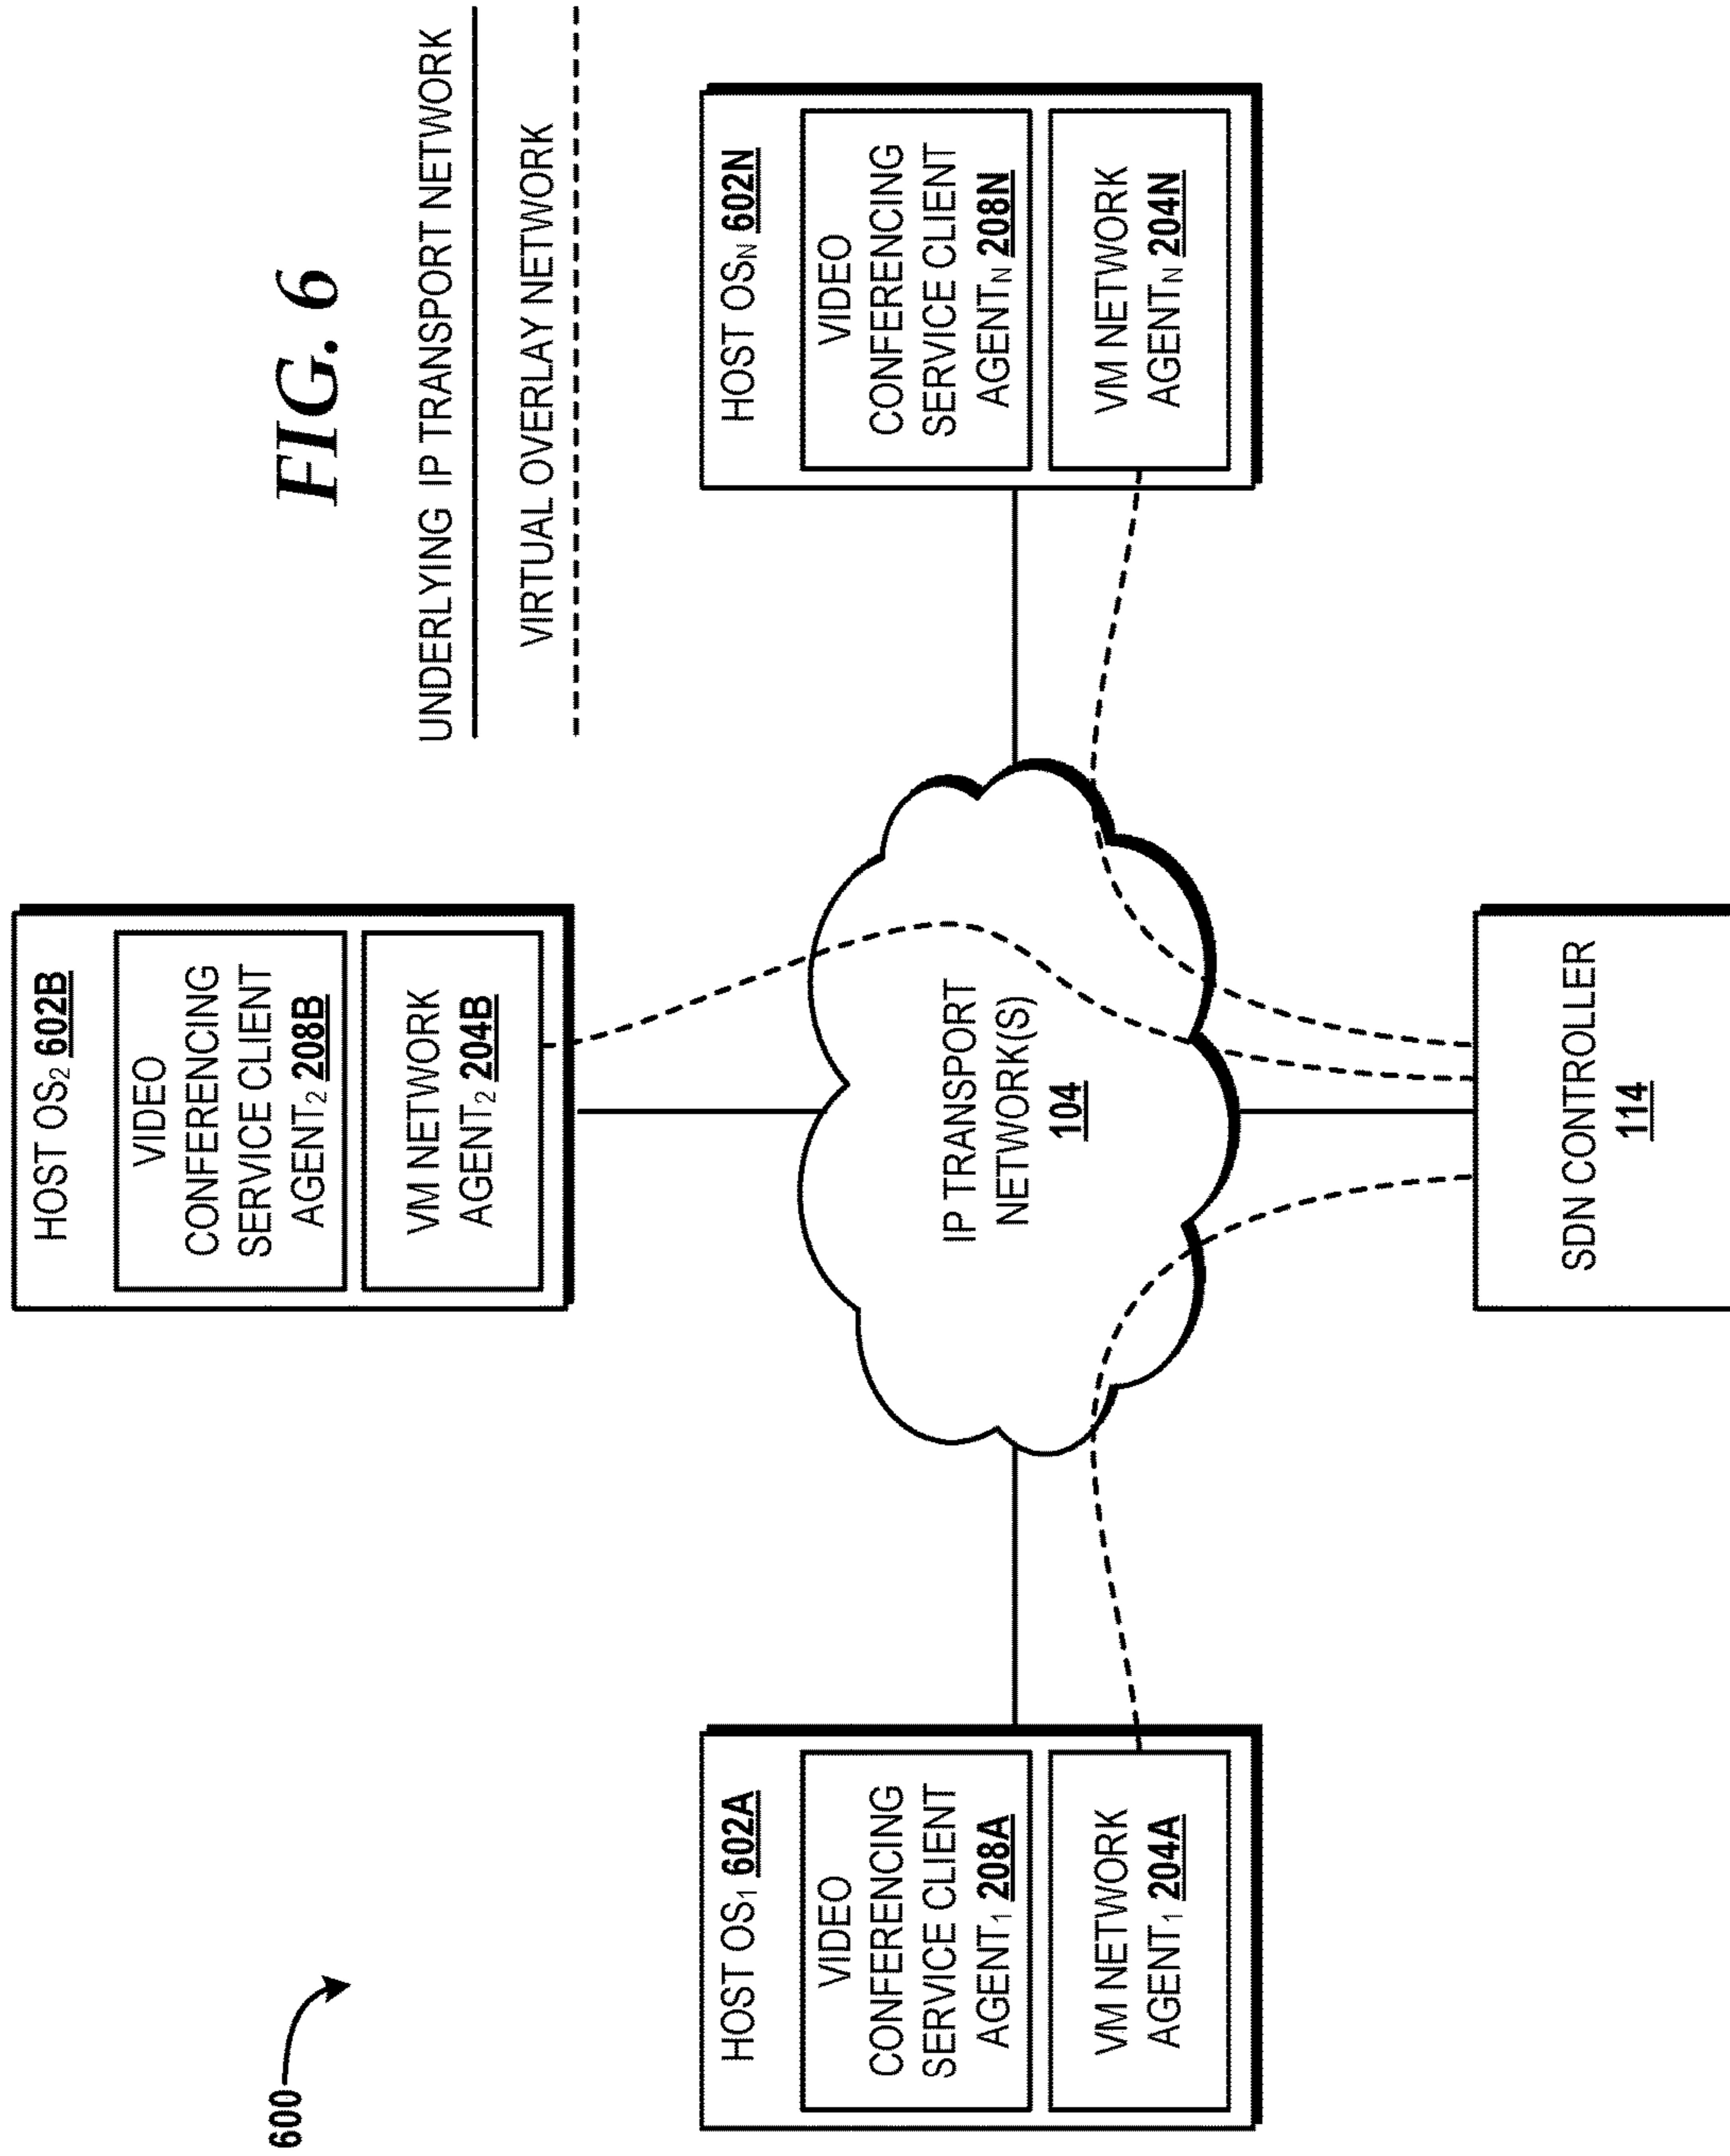 600
FIG. 6
UNDERLYING IP TRANSPORT NETWORK
VIRTUAL OVERLAY NETWORK
HOST OS₂ 602B
VIDEO
CONFERENCING
SERVICE CLIENT
AGENT₂ 208B
VM NETWORK
AGENT₂ 204B
HOST OS₁ 602A
VIDEO
CONFERENCING
SERVICE CLIENT
AGENT₁ 208A
VM NETWORK
AGENT₁ 204A
IP TRANSPORT
NETWORK(S)
104
HOST OSN 602N
VIDEO
CONFERENCING
SERVICE CLIENT
AGENTN 208N
VM NETWORK
AGENTN 204N
SDN CONTROLLER
114